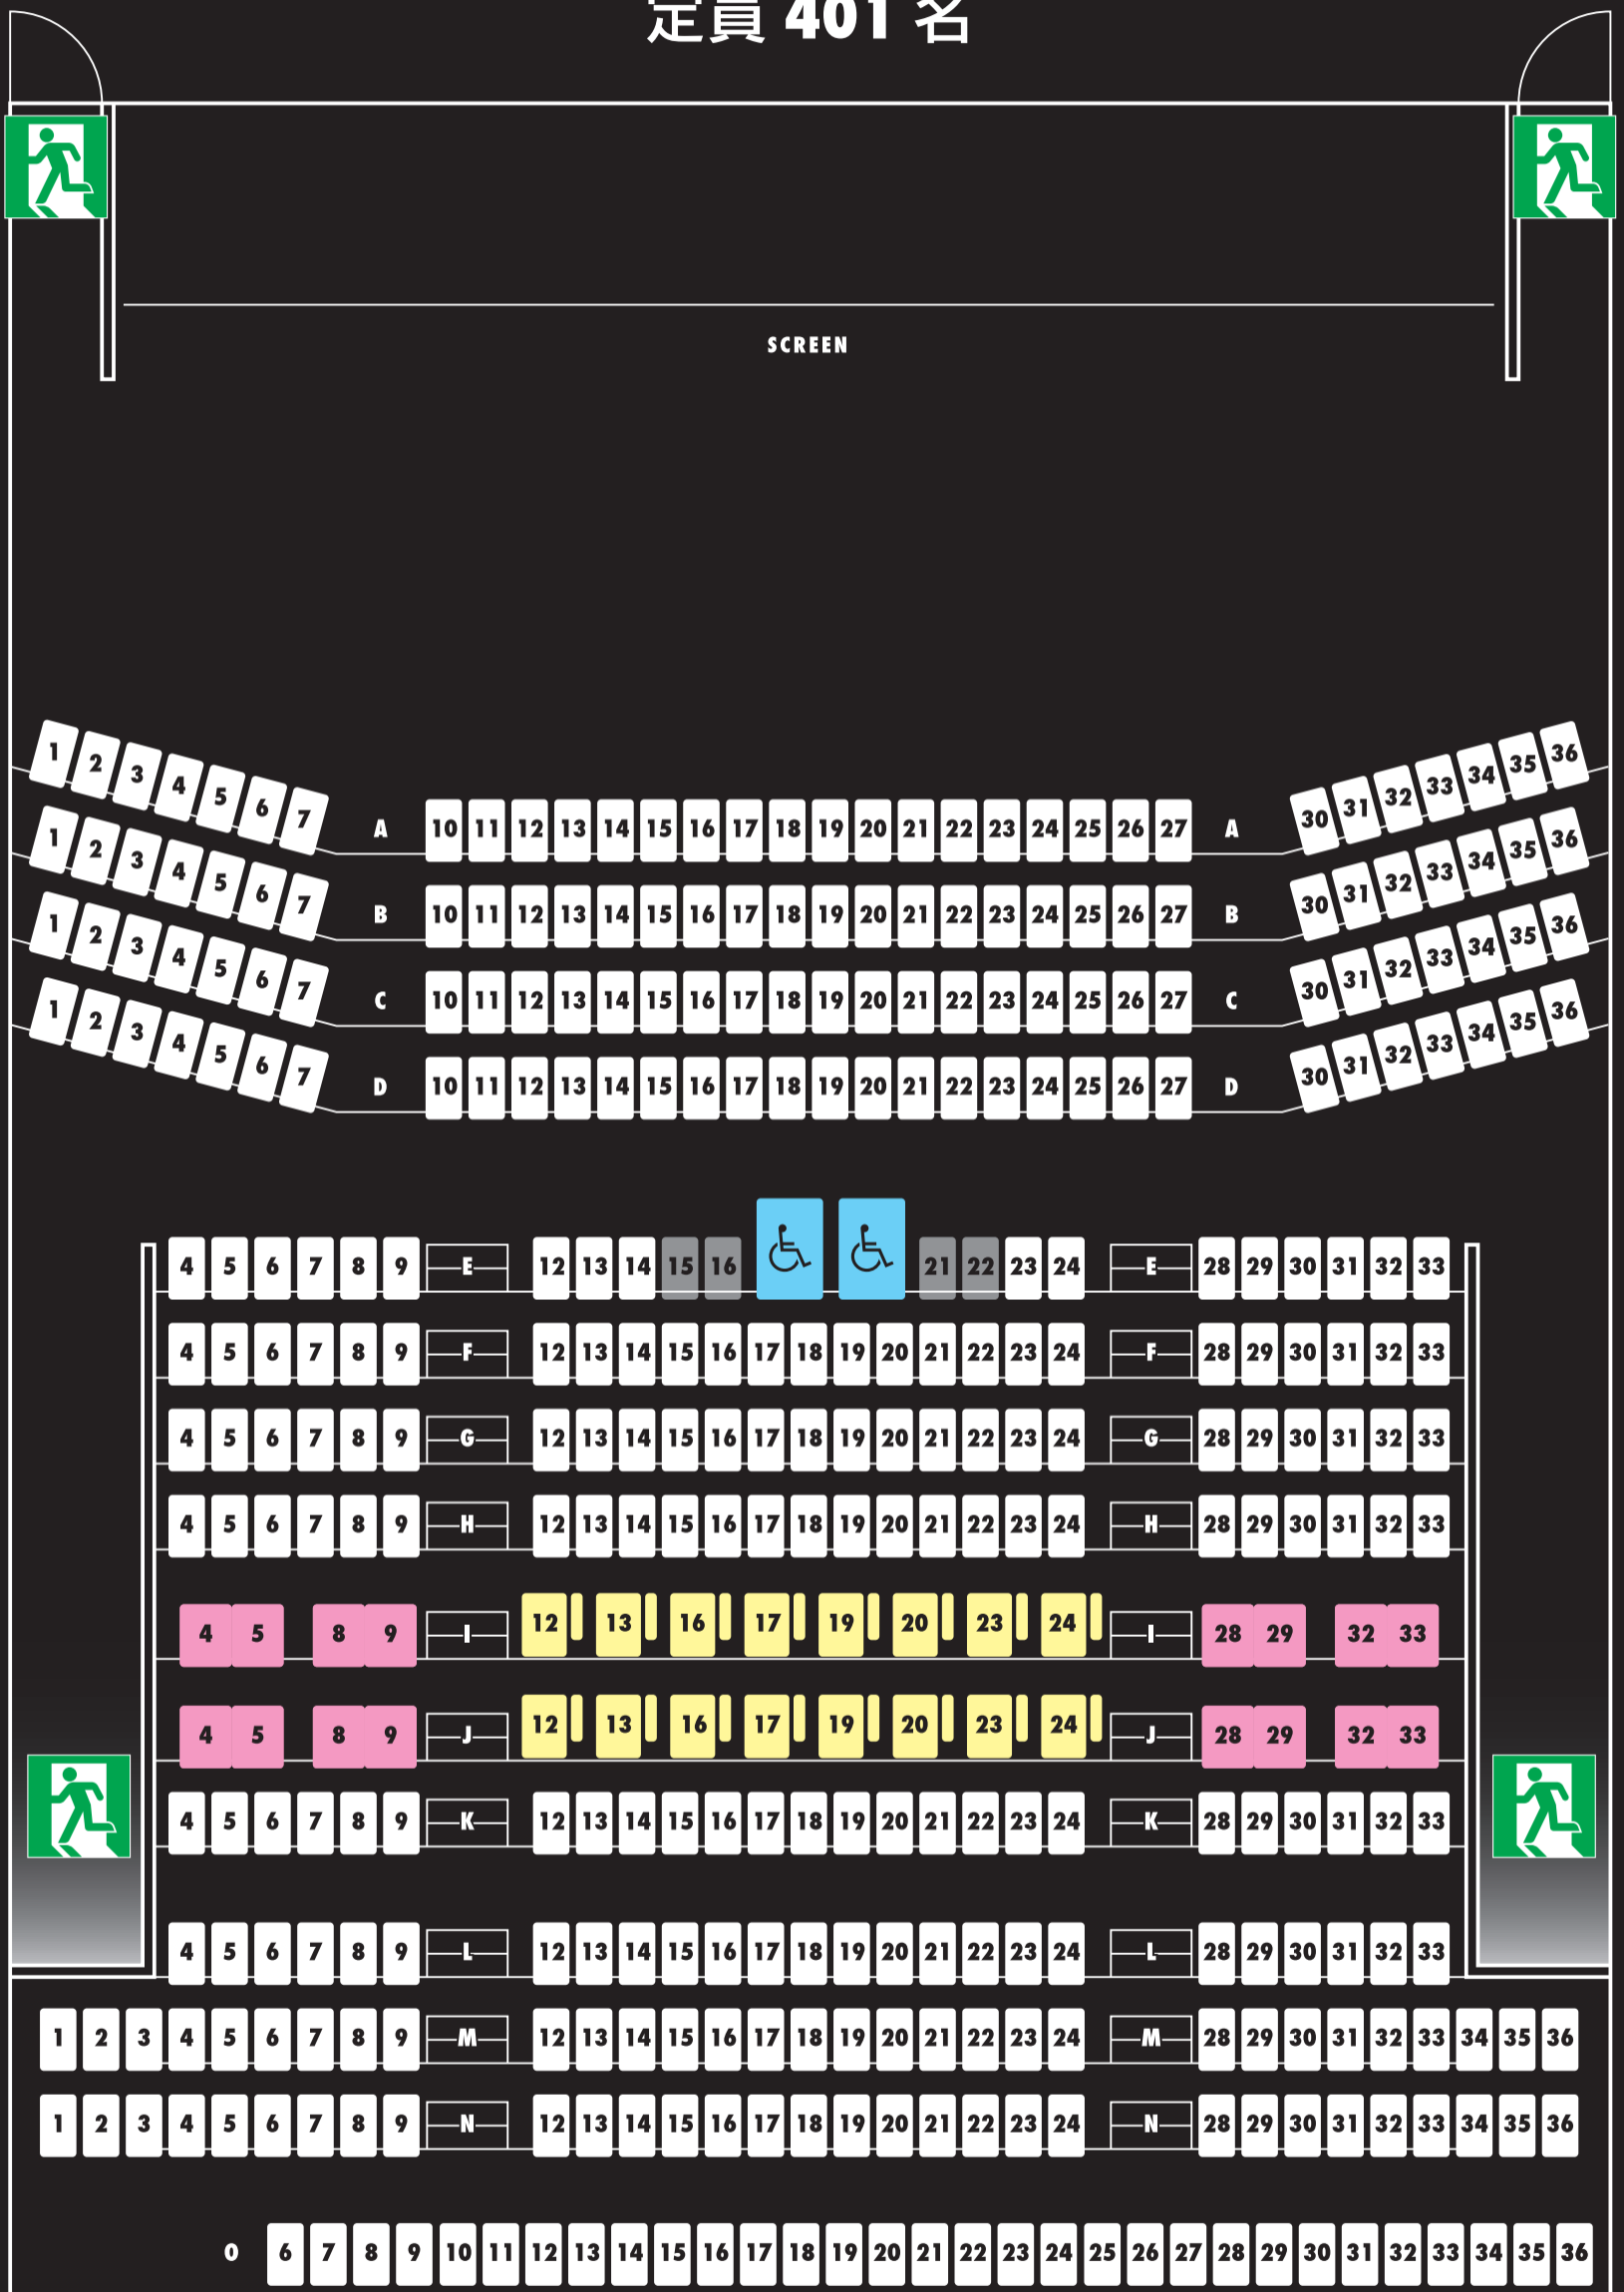 定員 401 名
SCREEN
1 2 3 4 5 6 7 A 10 11 12 13 14 15 16 17 18 19 20 21 22 23 24 25 26 27 A 30 31 32 33 34 35 36
1 2 3 4 5 6 7 B 10 11 12 13 14 15 16 17 18 19 20 21 22 23 24 25 26 27 B 30 31 32 33 34 35 36
1 2 3 4 5 6 7 C 10 11 12 13 14 15 16 17 18 19 20 21 22 23 24 25 26 27 C 30 31 32 33 34 35 36
1 2 3 4 5 6 7 D 10 11 12 13 14 15 16 17 18 19 20 21 22 23 24 25 26 27 D 30 31 32 33 34 35 36
4 5 6 7 8 9 E 12 13 14 15 16 21 22 23 24 E 28 29 30 31 32 33
4 5 6 7 8 9 F 12 13 14 15 16 17 18 19 20 21 22 23 24 F 28 29 30 31 32 33
4 5 6 7 8 9 G 12 13 14 15 16 17 18 19 20 21 22 23 24 G 28 29 30 31 32 33
4 5 6 7 8 9 H 12 13 14 15 16 17 18 19 20 21 22 23 24 H 28 29 30 31 32 33
4 5 8 9 I 12 13 16 17 19 20 23 24 I 28 29 32 33
4 5 8 9 J 12 13 16 17 19 20 23 24 J 28 29 32 33
4 5 6 7 8 9 K 12 13 14 15 16 17 18 19 20 21 22 23 24 K 28 29 30 31 32 33
4 5 6 7 8 9 L 12 13 14 15 16 17 18 19 20 21 22 23 24 L 28 29 30 31 32 33
1 2 3 4 5 6 7 8 9 M 12 13 14 15 16 17 18 19 20 21 22 23 24 M 28 29 30 31 32 33 34 35 36
1 2 3 4 5 6 7 8 9 N 12 13 14 15 16 17 18 19 20 21 22 23 24 N 28 29 30 31 32 33 34 35 36
O 6 7 8 9 10 11 12 13 14 15 16 17 18 19 20 21 22 23 24 25 26 27 28 29 30 31 32 33 34 35 36